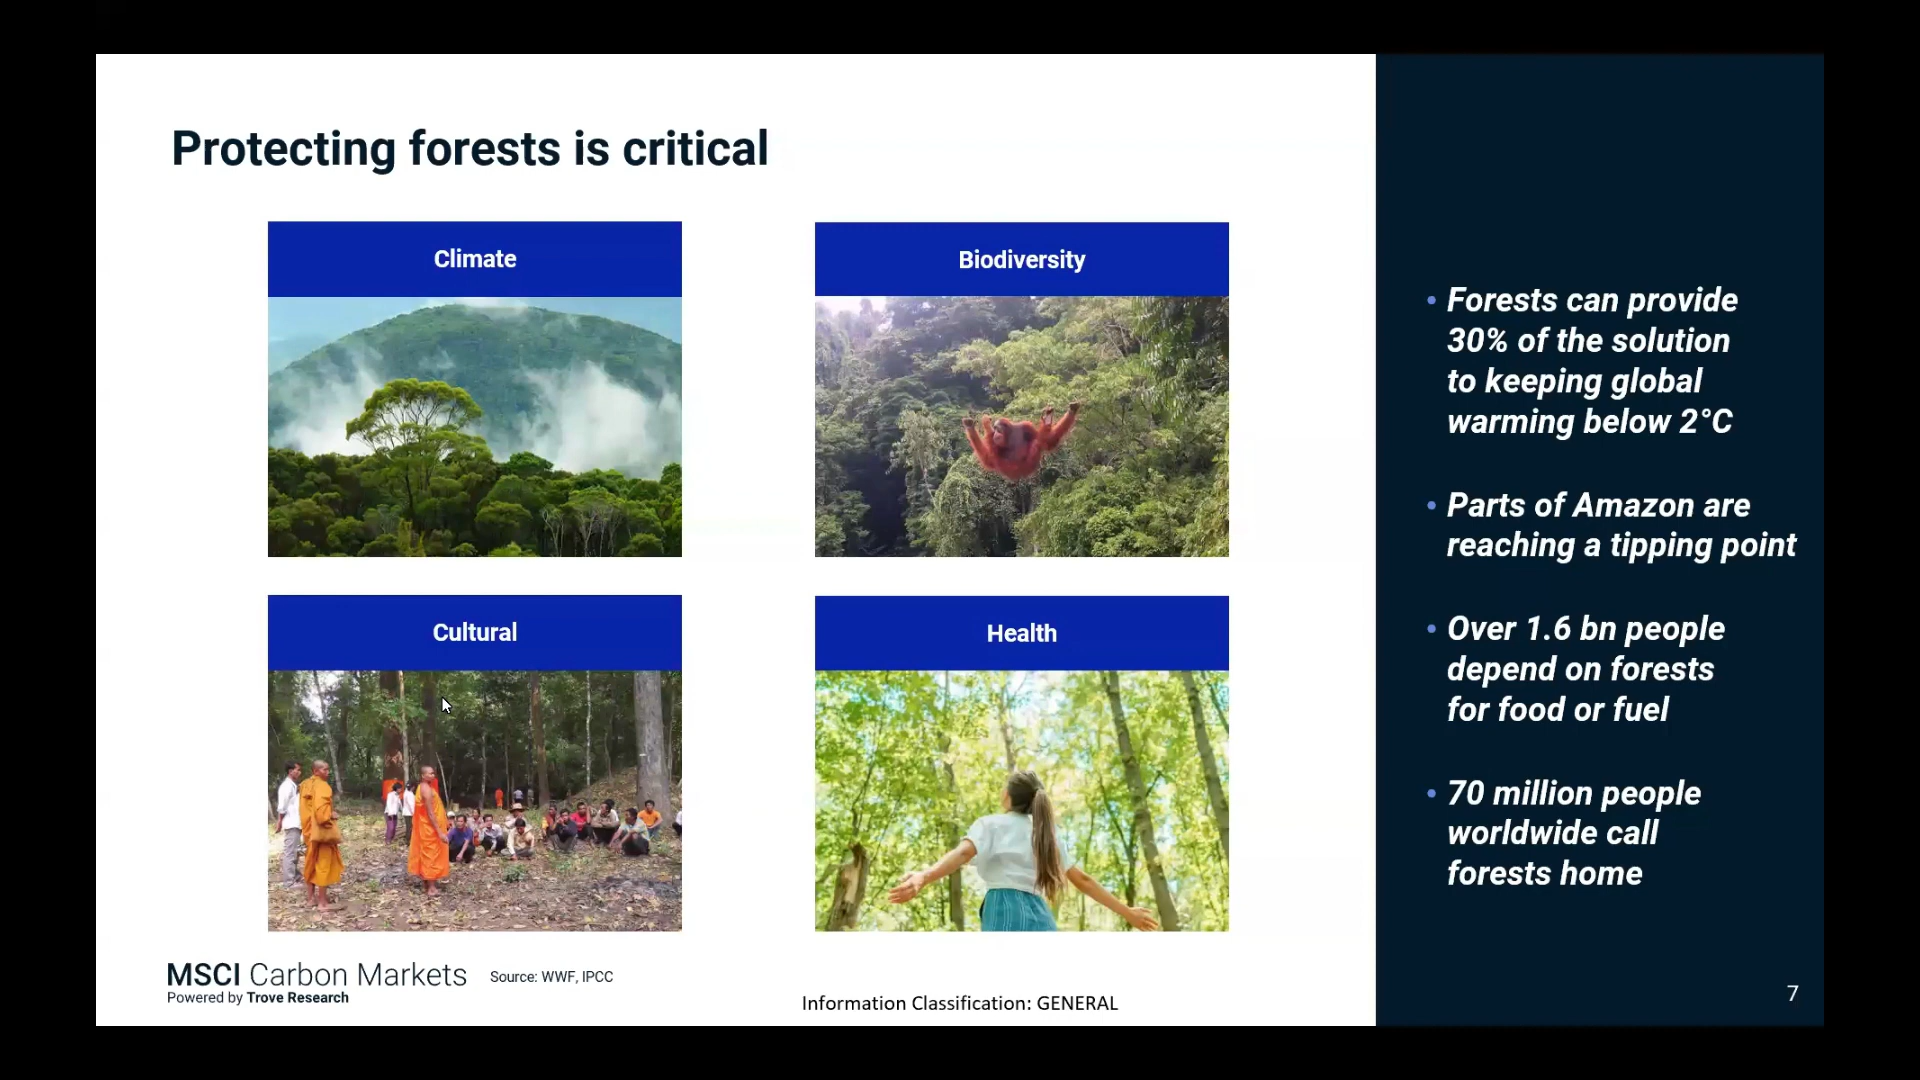 Protecting forests is critical
Climate
Biodiversity
Cultural
Health
• Forests can provide
30% of the solution
to keeping global
warming below 2°C
• Parts of Amazon are
reaching a tipping point
• Over 1.6 bn people
depend on forests
for food or fuel
• 70 million people
worldwide call
forests home
MSCI Carbon Markets
Powered by Trove Research
Source: WWF, IPCC
Information Classification: GENERAL
7